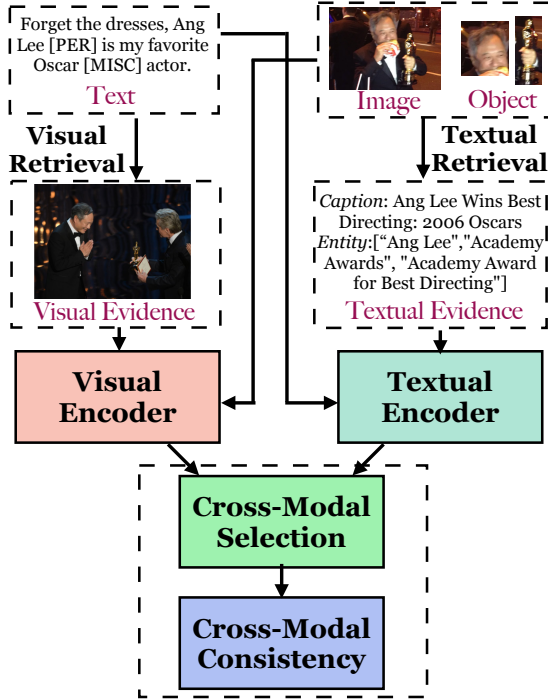 Forget the dresses, Ang
Lee [PER] is my favorite
Oscar [MISC] actor.
Text
Image
Object
Visual
Retrieval
Textual
Retrieval
Visual Evidence
Caption: Ang Lee Wins Best
Directing: 2006 Oscars
Entity:[“Ang Lee","Academy
Awards", "Academy Award
for Best Directing"]
Textual Evidence
Visual
Encoder
Textual
Encoder
Cross-Modal
Selection
Cross-Modal
Consistency